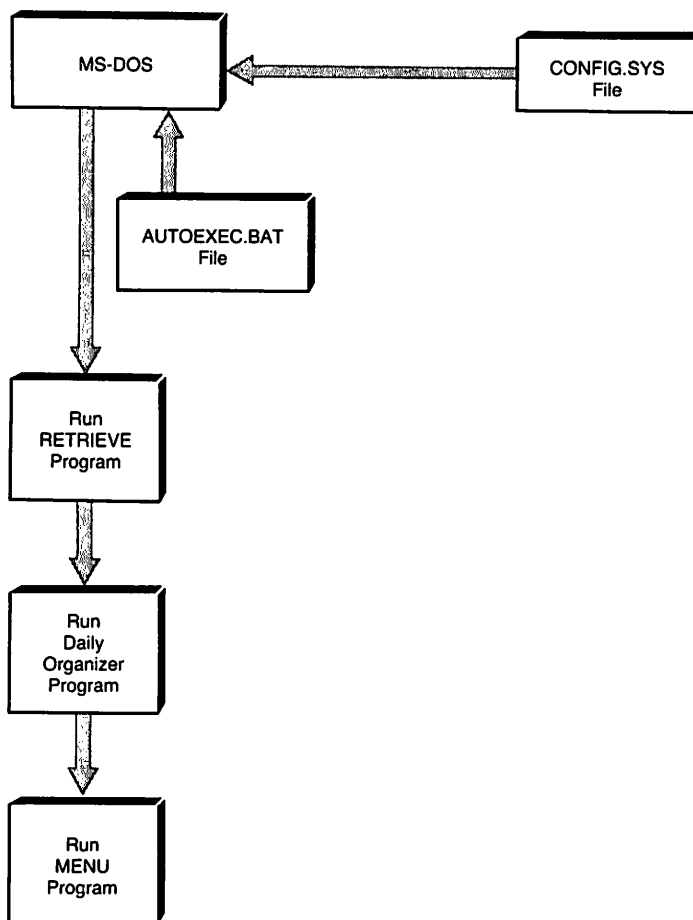 MS-DOS
CONFIG.SYS
File
AUTOEXEC.BAT
File
Run
RETRIEVE
Program
Run
Daily
Organizer
Program
Run
MENU
Program